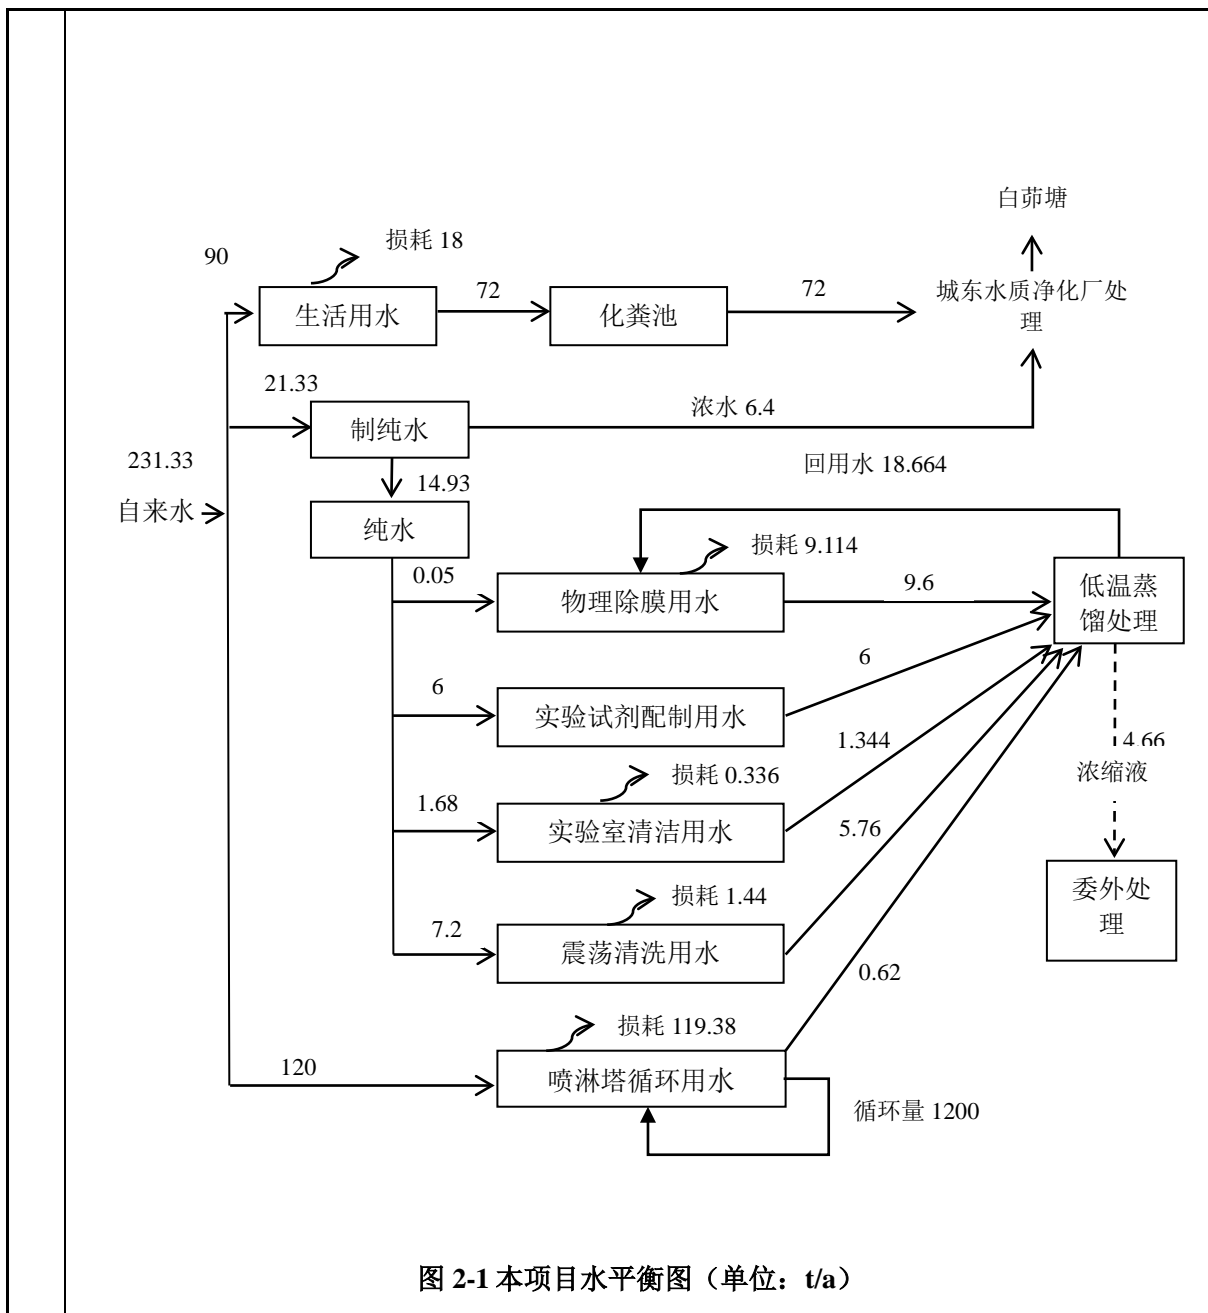 白茆塘
损耗 18
90
72
72
生活用水
化粪池
城东水质净化厂处
理
21.33
浓水 6.4
制纯水
231.33
回用水 18.664
14.93
自来水
纯水
损耗 9.114
0.05
物理除膜用水
9.6
低温蒸
馏处理
6
6
实验试剂配制用水
1.344
4.66
浓缩液
损耗 0.336
1.68
实验室清洁用水
5.76
委外处
理
损耗 1.44
7.2
震荡清洗用水
0.62
损耗 119.38
120
喷淋塔循环用水
循环量 1200
图 2-1 本项目水平衡图（单位：t/a）